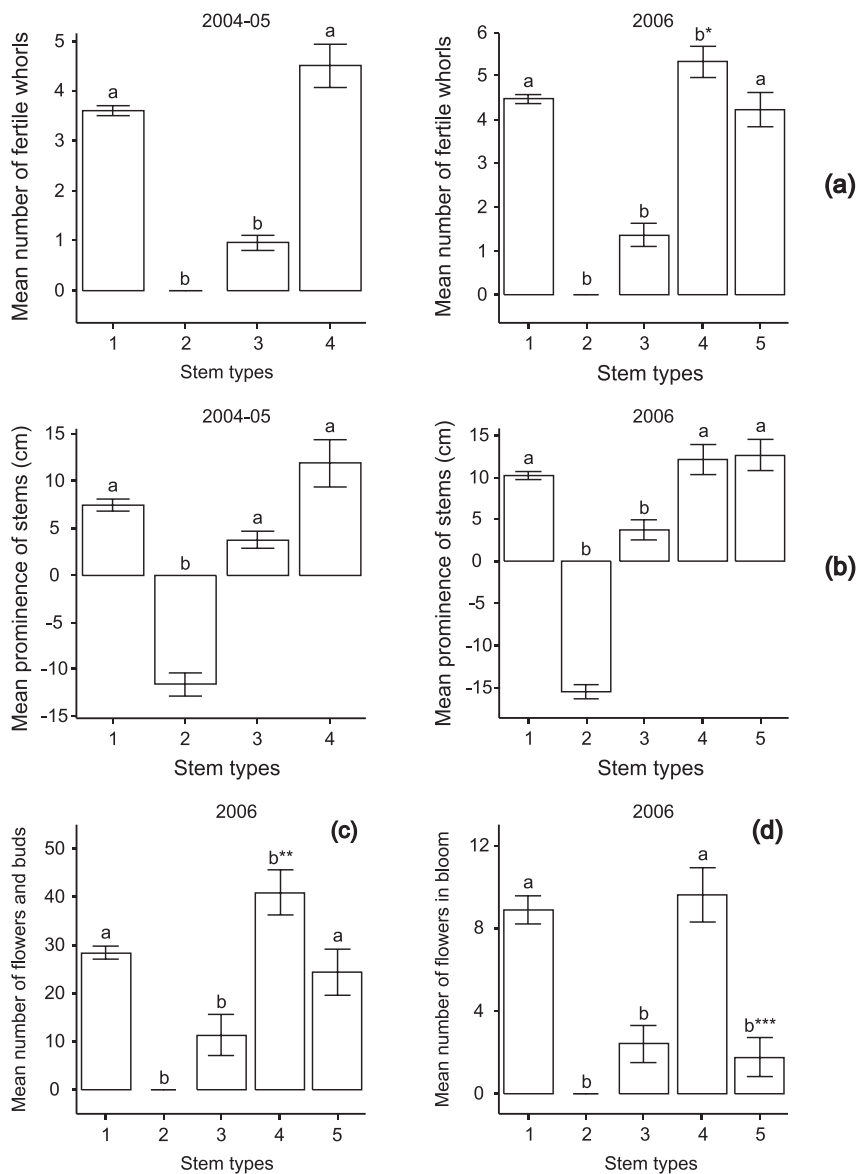 2004-05
Mean number of fertile whorls
5
4
3
2
1
0
a
b
b
a
1 2 3 4
Stem types
2006
Mean number of fertile whorls
6
5
4
3
2
1
0
a
b
b
b*
a
1 2 3 4 5
Stem types
(a)
2004-05
Mean prominence of stems (cm)
15
10
5
0
-5
-10
-15
a
b
a
a
1 2 3 4
Stem types
2006
Mean prominence of stems (cm)
15
10
5
0
-5
-10
-15
a
b
b
a
a
1 2 3 4 5
Stem types
(b)
2006
(c)
Mean number of flowers and buds
50
40
30
20
10
0
a
b
b
b**
a
1 2 3 4 5
Stem types
2006
(d)
Mean number of flowers in bloom
12
8
4
0
a
b
b
a
b***
1 2 3 4 5
Stem types